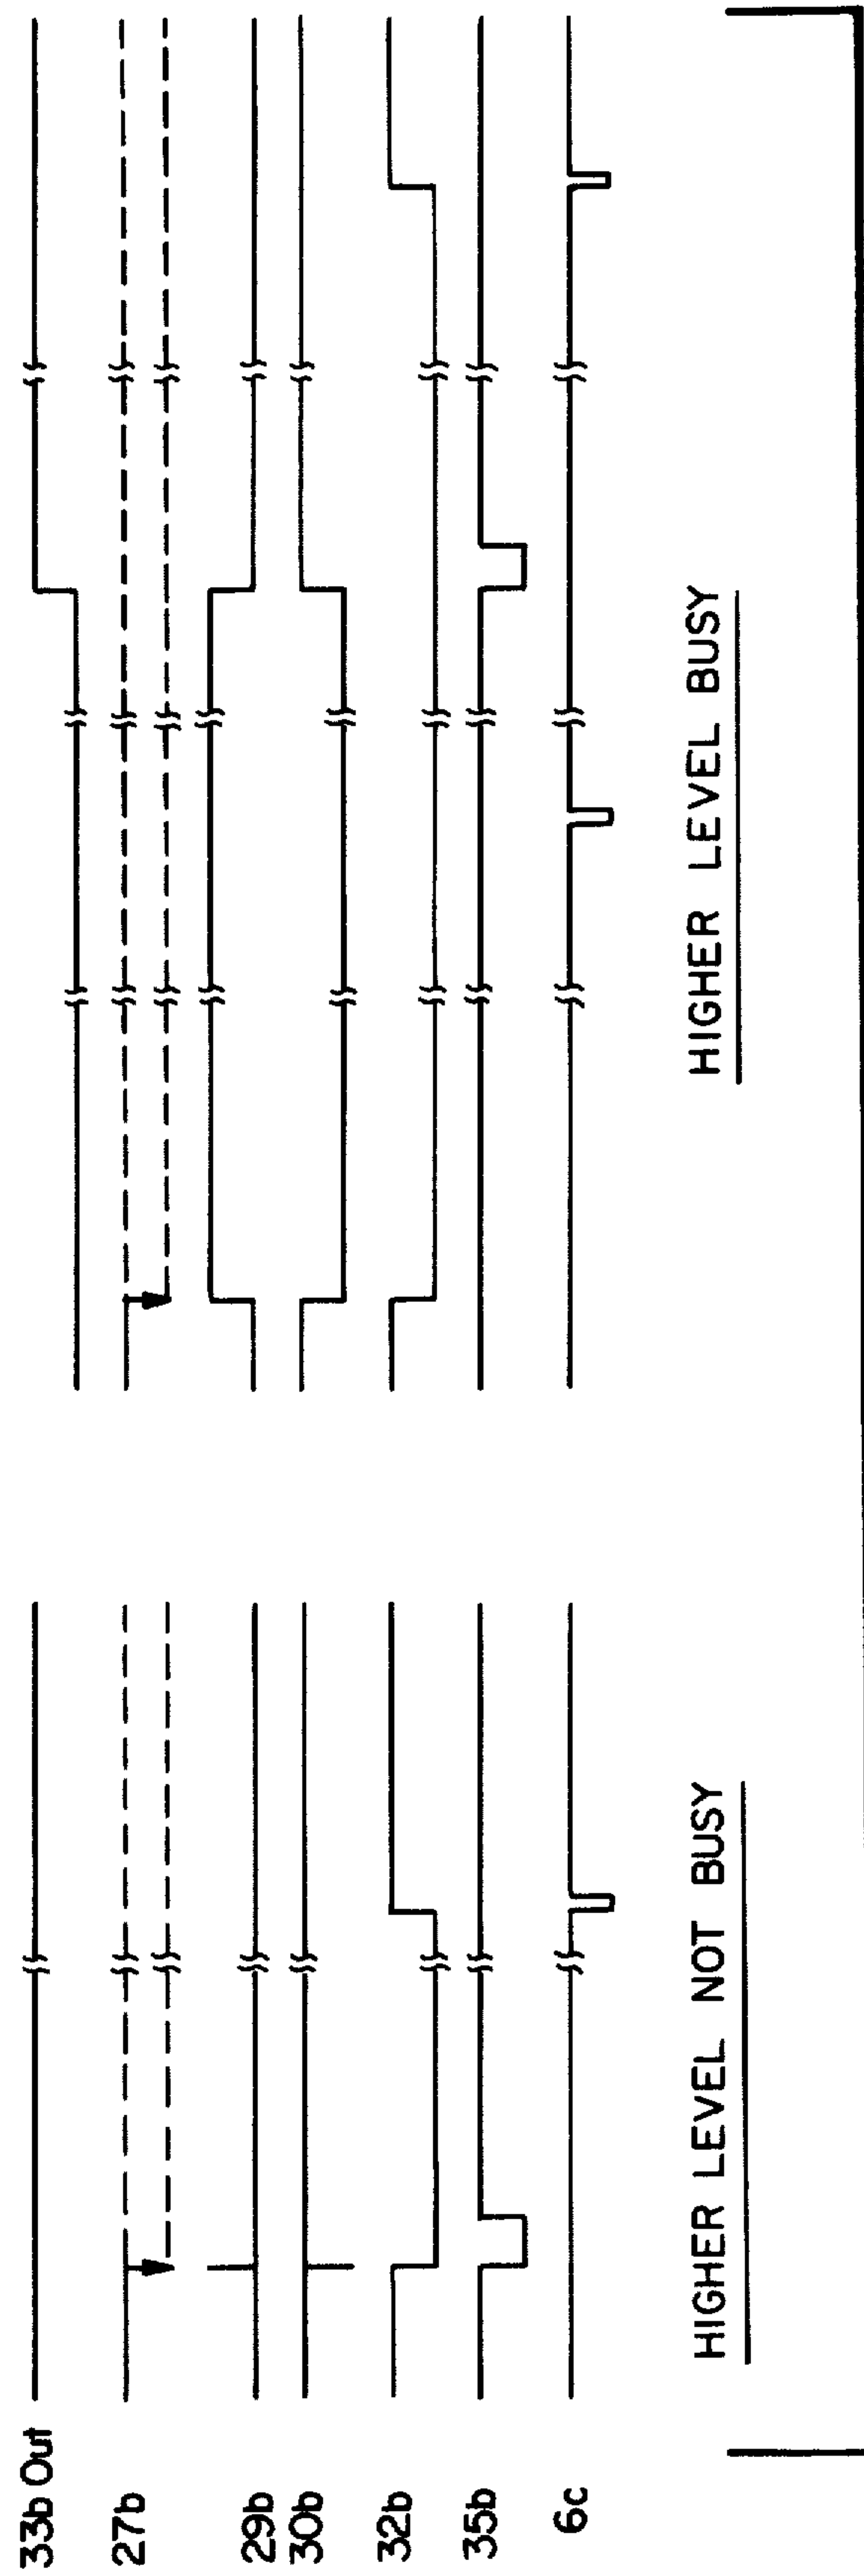 33b Out
27b
29b
30b
32b
35b
6c
HIGHER LEVEL NOT BUSY
HIGHER LEVEL BUSY